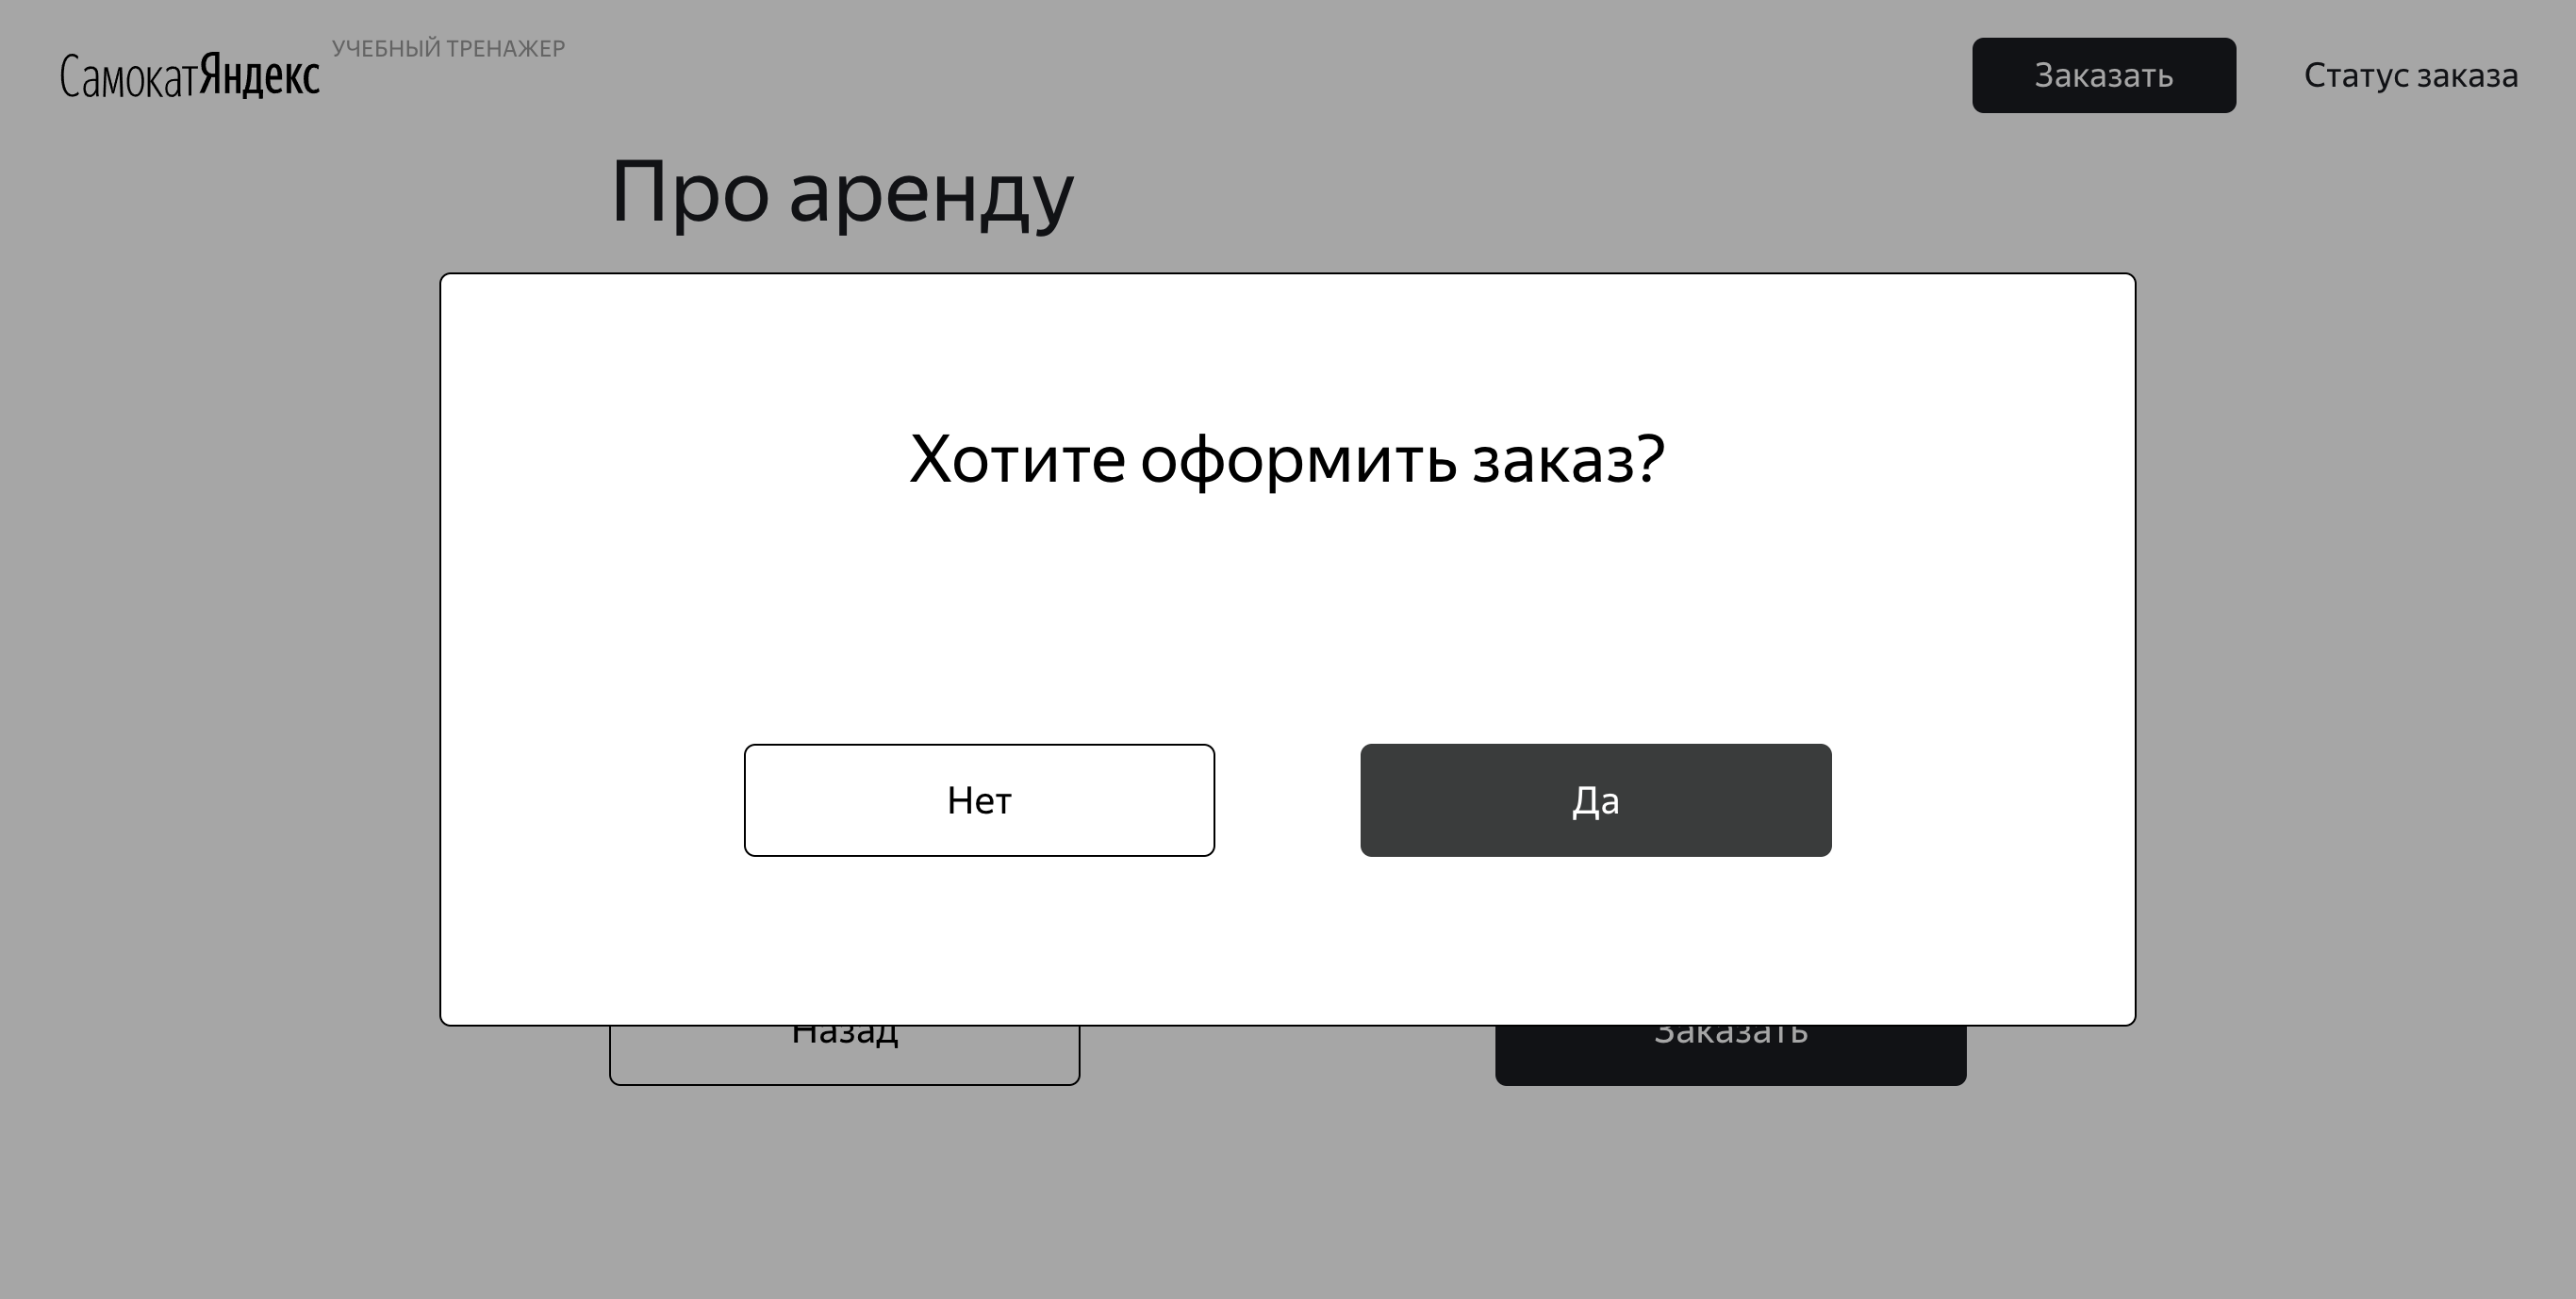 СамокатЯндекс УЧЕБНЫЙ ТРЕНАЖЕР Заказать Статус заказа
Про аренду
Хотите оформить заказ?
Нет Да
Назад Заказать